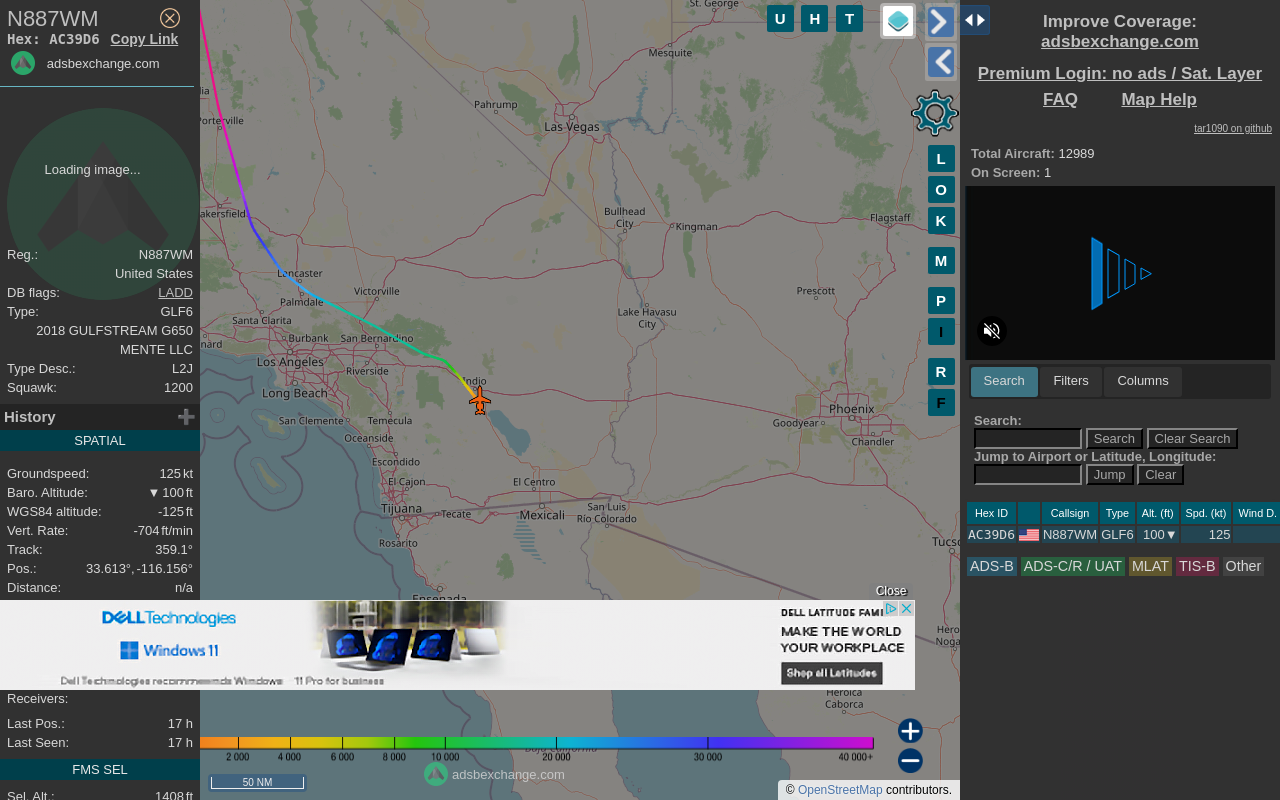 N887WM
Hex: AC39D6 Copy Link
adsbexchange.com
Loading image...
Reg.: N887WM
United States
DB flags: LADD
Type: GLF6
2018 GULFSTREAM G650
MENTE LLC
Type Desc.: L2J
Squawk: 1200
History
SPATIAL
Groundspeed: 125 kt
Baro. Altitude: ▼ 100 ft
WGS84 altitude: -125 ft
Vert. Rate: -704 ft/min
Track: 359.1°
Pos.: 33.613°, -116.156°
Distance: n/a
Receivers:
Last Pos.: 17 h
Last Seen: 17 h
FMS SEL
Sel. Alt.: 1408 ft
U H T
St. George
Mesquite
Pahrump
Las Vegas
Porterville
akersfield
Bullhead
City
Kingman
Flagstaff
Lancaster
Palmdale
Victorville
Prescott
Santa Clarita
Lake Havasu
City
nard
Burbank
San Bernardino
Los Angeles
Riverside
Indio
Long Beach
San Clemente
Temecula
Phoenix
Goodyear
Chandler
Oceanside
Escondido
El Cajon
El Centro
San Luis
Río Colorado
Tijuana
Tecate
Mexicali
Rosarito
Tucso
Ensenada
Hero
Noga
Heroica
Caborca
Baja California
L
O
K
M
P
I
R
F
Close
DELL Technologies
Windows 11
Dell Technologies recommends Windows 11 Pro for business
DELL LATITUDE FAMI
MAKE THE WORLD
YOUR WORKPLACE
Shop all Latitudes
2 000 4 000 6 000 8 000 10 000 20 000 30 000 40 000+
adsbexchange.com
50 NM
© OpenStreetMap contributors.
Improve Coverage:
adsbexchange.com
Premium Login: no ads / Sat. Layer
FAQ Map Help
tar1090 on github
Total Aircraft: 12989
On Screen: 1
Search Filters Columns
Search:
Search Clear Search
Jump to Airport or Latitude, Longitude:
Jump Clear
Hex ID Callsign Type Alt. (ft) Spd. (kt) Wind D.
AC39D6 N887WM GLF6 100▼ 125
ADS-B ADS-C/R / UAT MLAT TIS-B Other